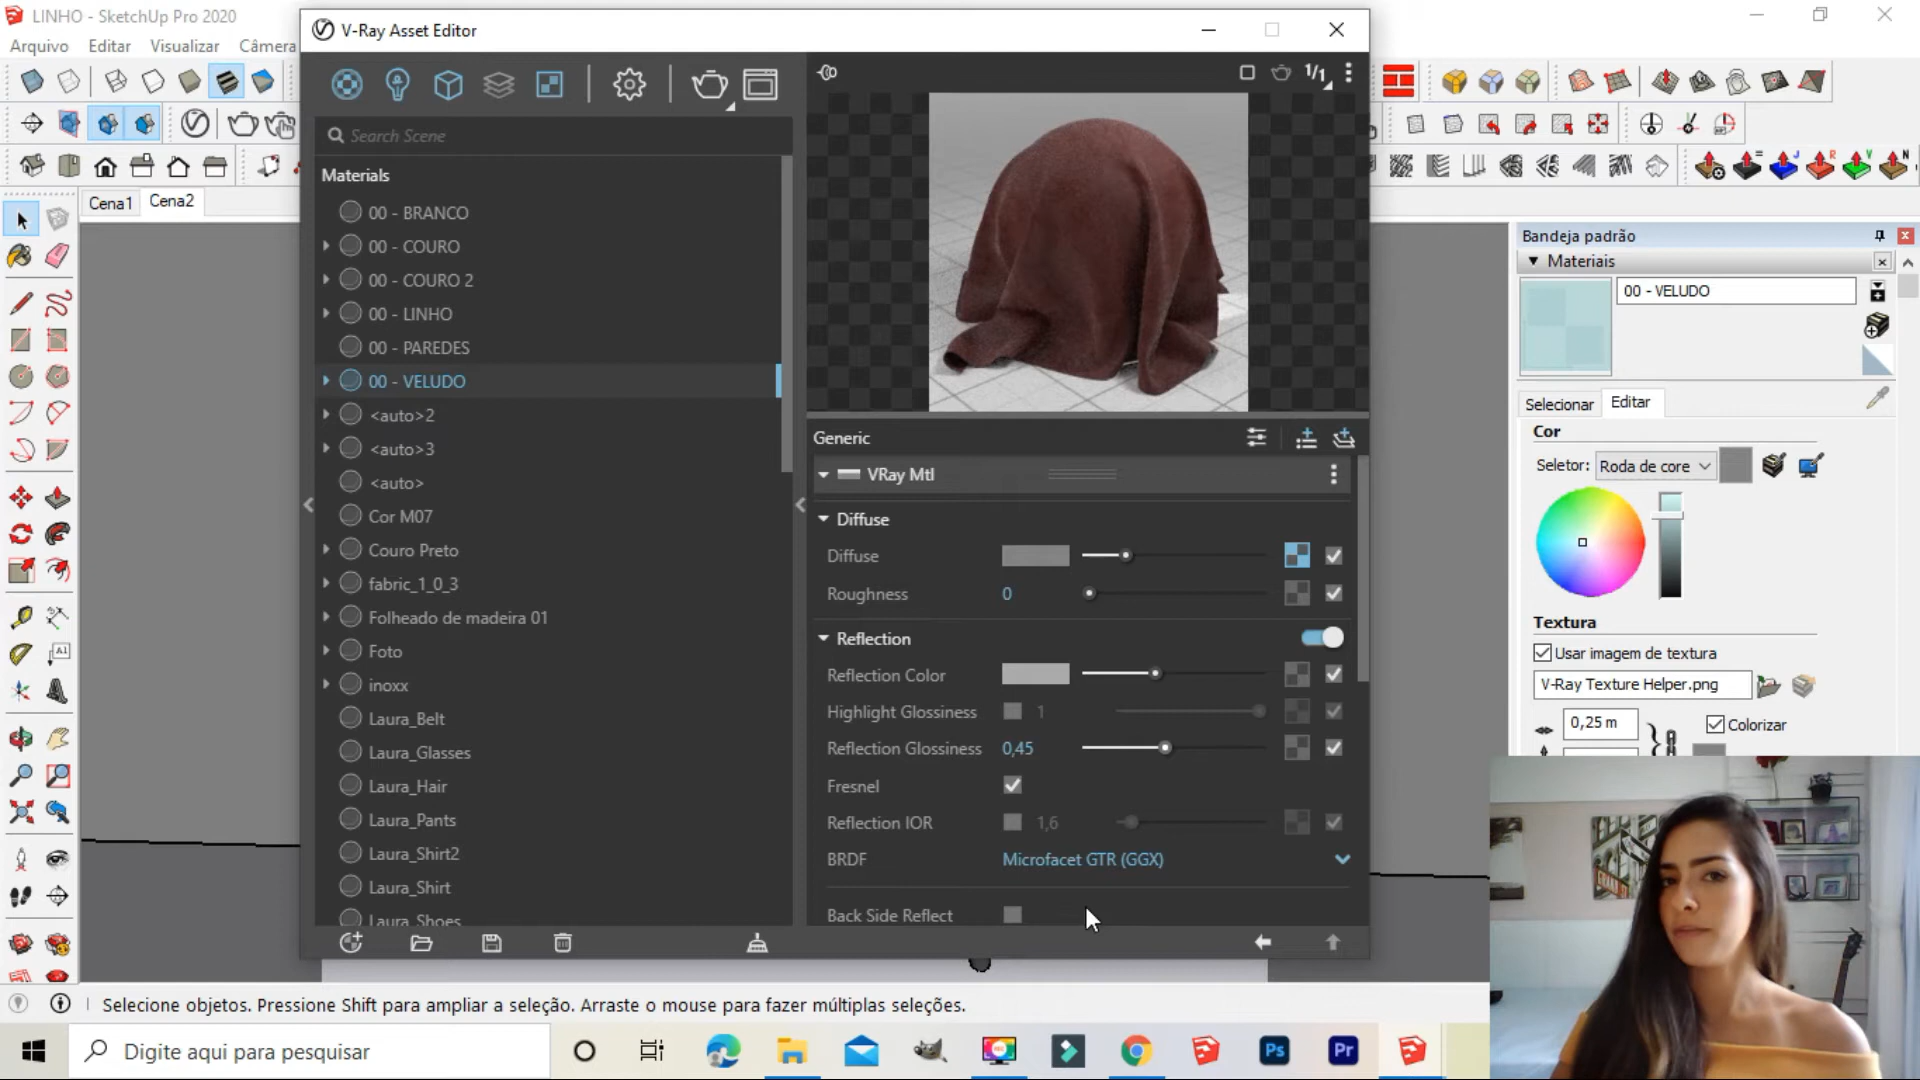 LINHO - SketchUp Pro 2020
Arquivo Editar Visualizar Câmera
V-Ray Asset Editor
1/1
Search Scene
Cena1 Cena2
Materials
00 - BRANCO
00 - COURO
00 - COURO 2
00 - LINHO
00 - PAREDES
00 - VELUDO
<auto>2
<auto>3
<auto>
Cor M07
Couro Preto
fabric_1_0_3
Folheado de madeira 01
Foto
inoxx
Laura_Belt
Laura_Glasses
Laura_Hair
Laura_Pants
Laura_Shirt2
Laura_Shirt
Laura_Shoes
Generic
VRay Mtl
Diffuse
Diffuse
Roughness 0
Reflection
Reflection Color
Highlight Glossiness 1
Reflection Glossiness 0,45
Fresnel
Reflection IOR 1,6
BRDF Microfacet GTR (GGX)
Back Side Reflect
Bandeja padrão
Materiais
00 - VELUDO
Selecionar Editar
Cor
Seletor: Roda de core
Textura
Usar imagem de textura
V-Ray Texture Helper.png
0,25 m Colorizar
Selecione objetos. Pressione Shift para ampliar a seleção. Arraste o mouse para fazer múltiplas seleções.
Digite aqui para pesquisar
Ps
Pr